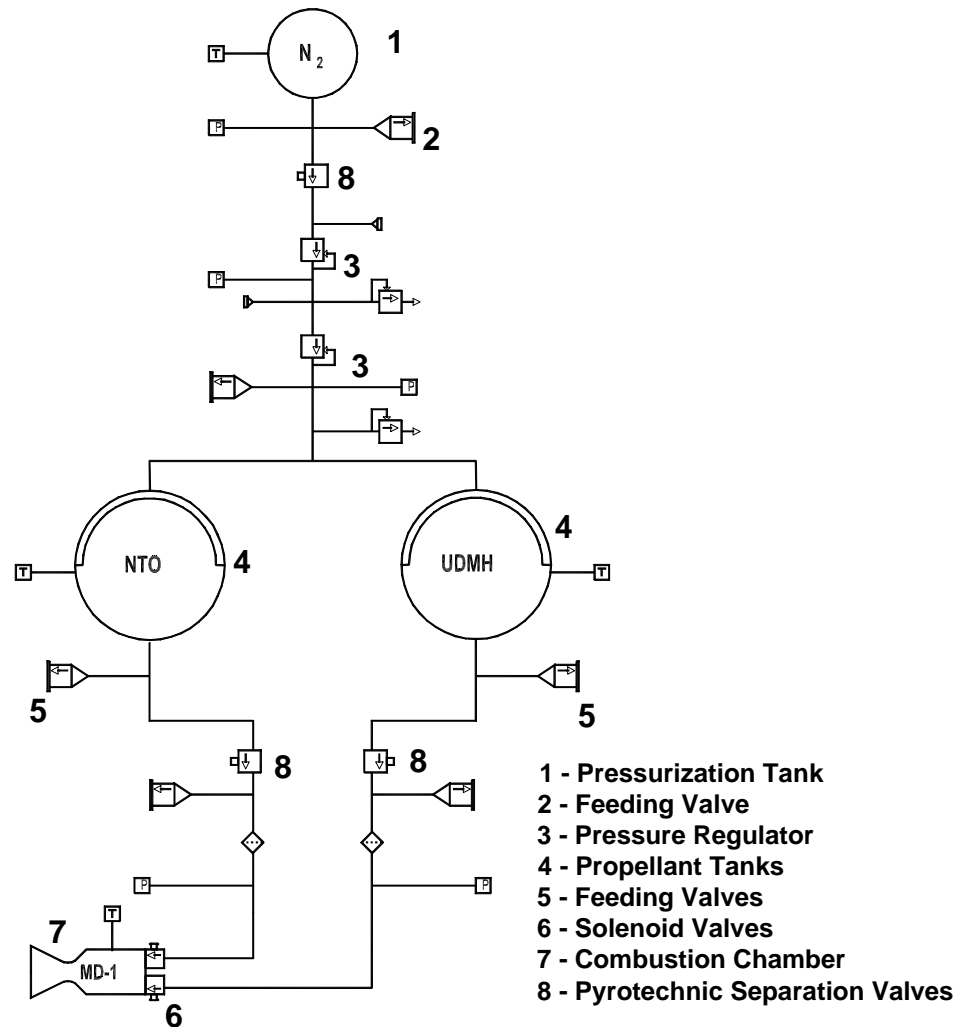 1
T
N 2
P
2
8
3
P
3
P
4
4
NTO
UDMH
T
T
5
5
8
8
P
P
T
7
MD-1
6
1 - Pressurization Tank
2 - Feeding Valve
3 - Pressure Regulator
4 - Propellant Tanks
5 - Feeding Valves
6 - Solenoid Valves
7 - Combustion Chamber
8 - Pyrotechnic Separation Valves